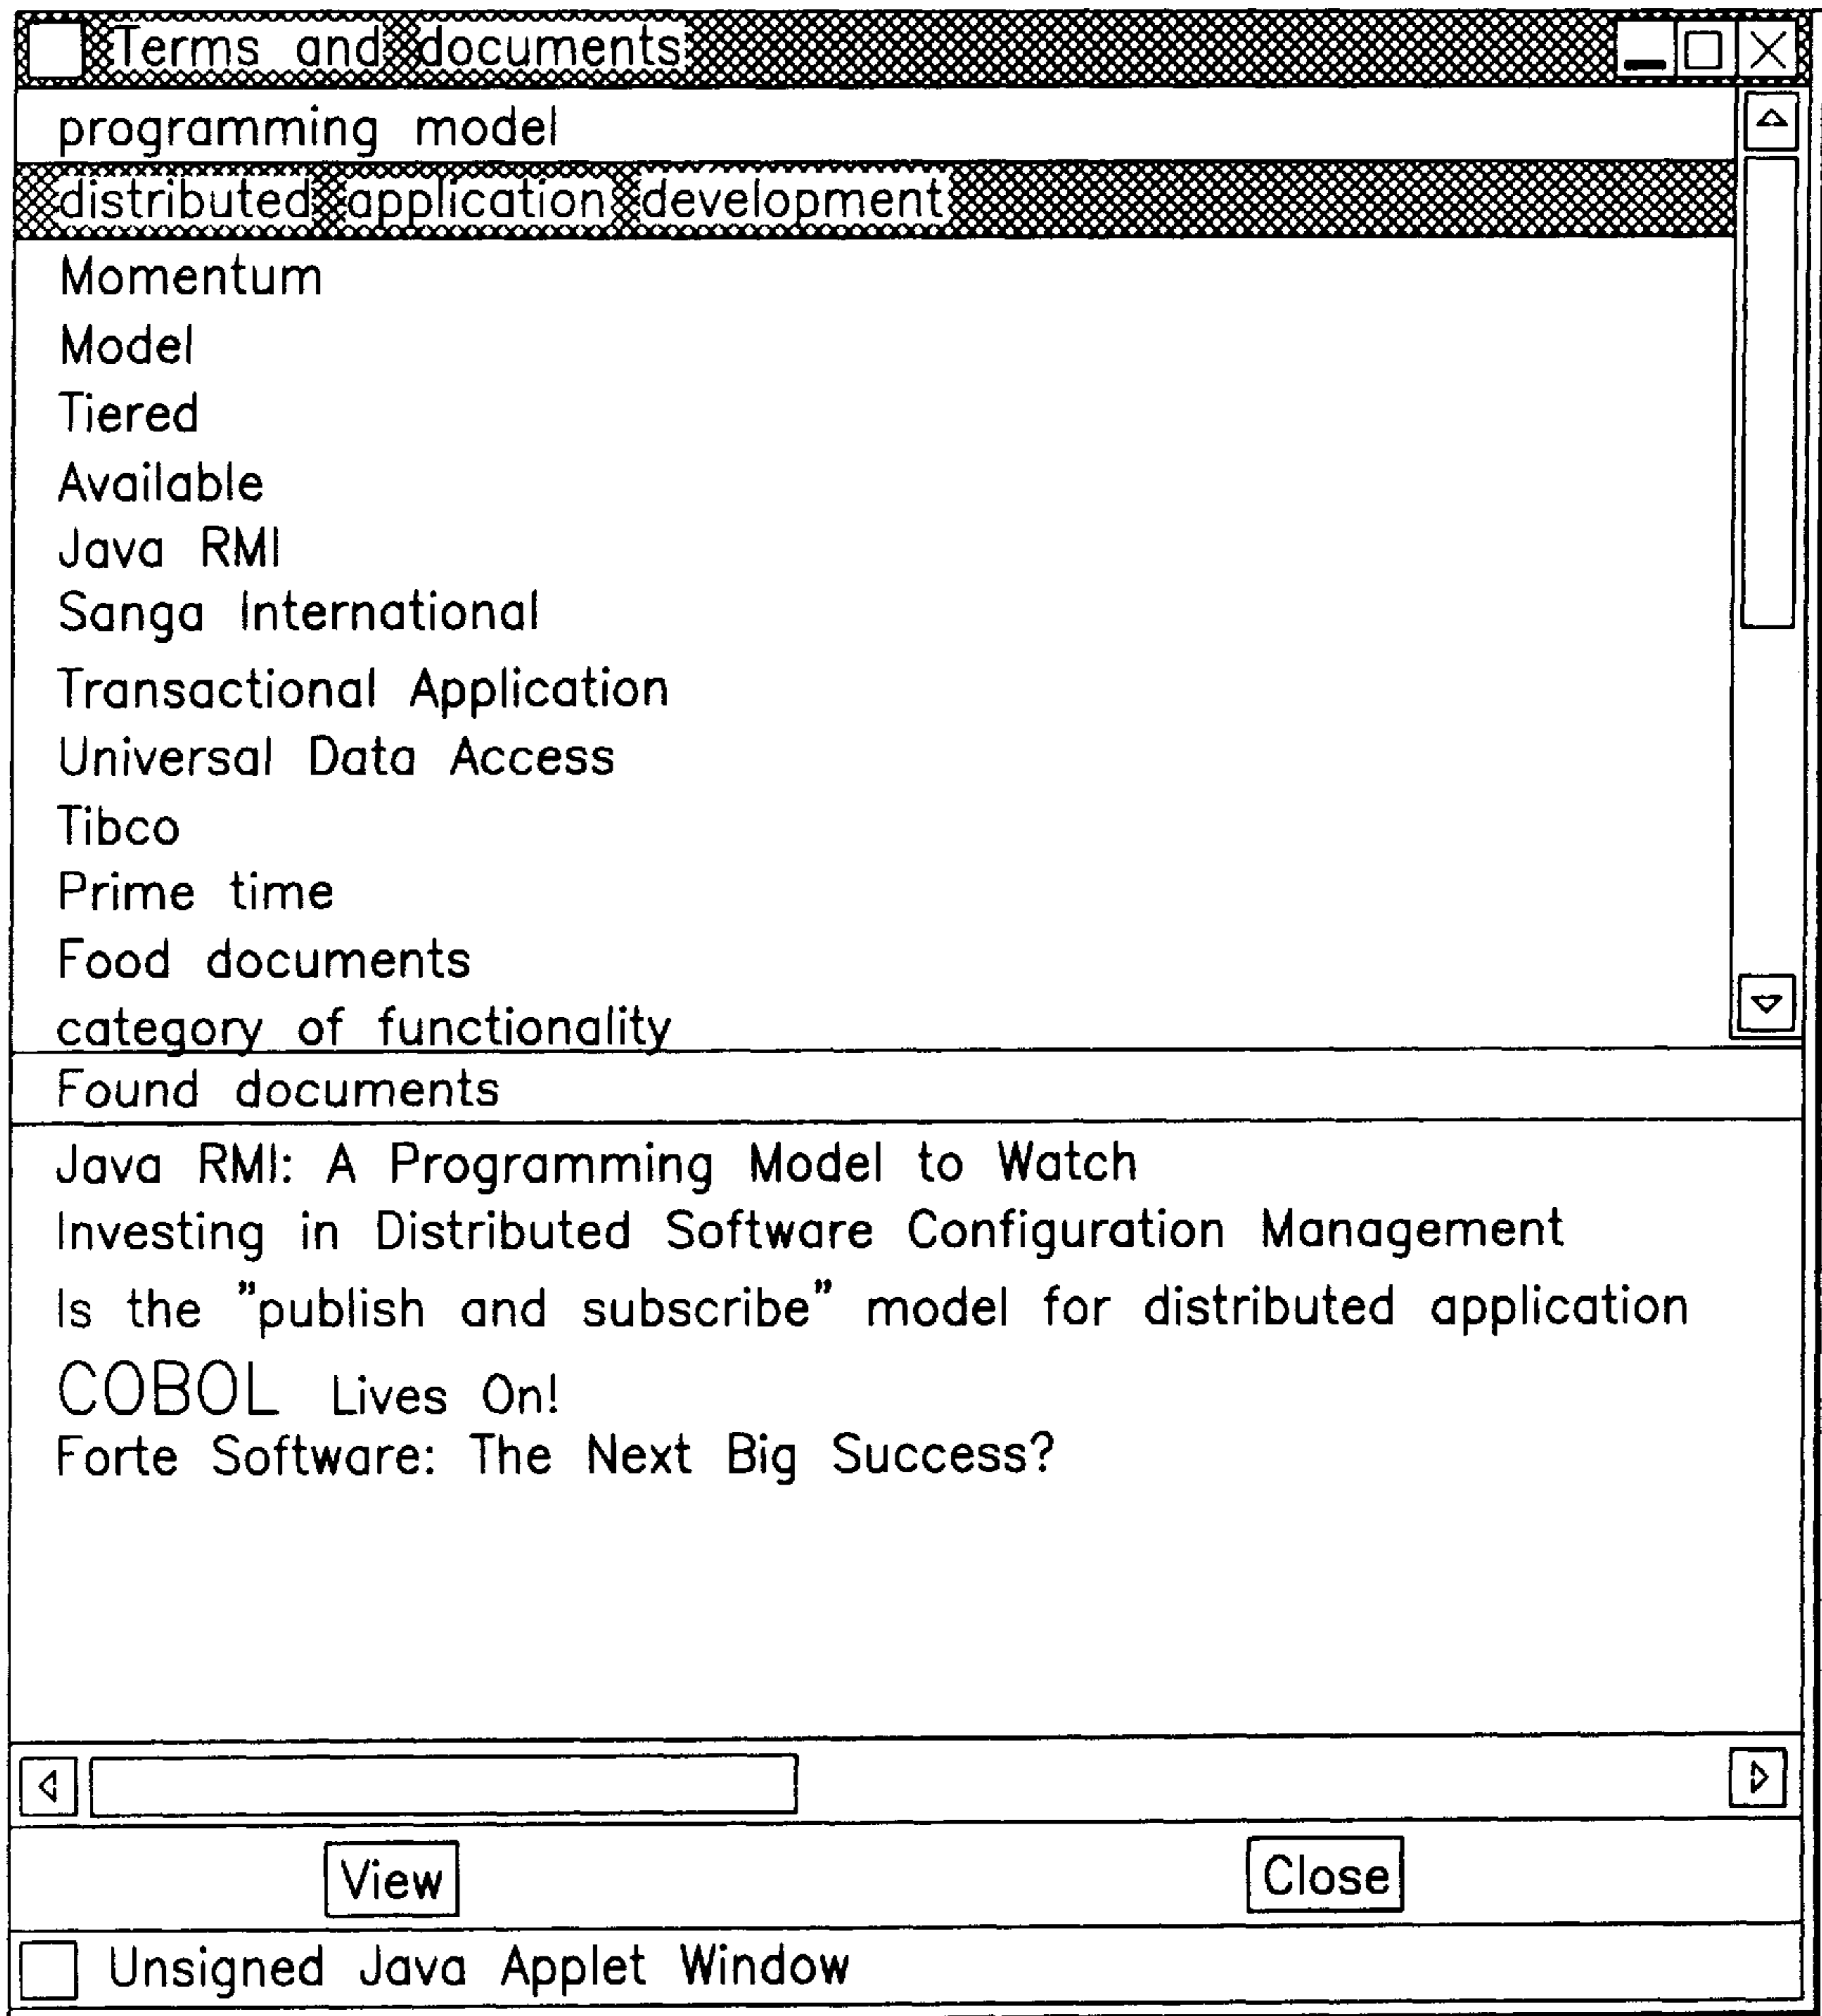 Terms and documents
programming model
distributed application development
Momentum
Model
Tiered
Available
Java RMI
Sanga International
Transactional Application
Universal Data Access
Tibco
Prime time
Food documents
category of functionality
Found documents
Java RMI: A Programming Model to Watch
Investing in Distributed Software Configuration Management
Is the "publish and subscribe" model for distributed application
COBOL Lives On!
Forte Software: The Next Big Success?
View Close
Unsigned Java Applet Window